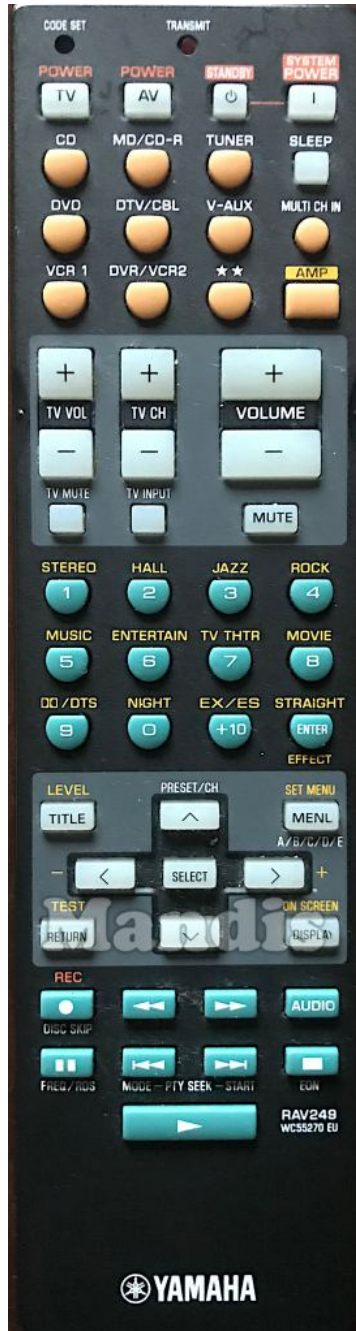 CODE SET TRANSMIT
POWER POWER STANDBY SYSTEM POWER
TV AV I
CD MD/CD-R TUNER SLEEP
DVD DTV/CBL V-AUX MULTI CH IN
VCR 1 DVR/VCR2 ★★ AMP
+ + +
TV VOL TV CH VOLUME
− − −
TV MUTE TV INPUT
MUTE
STEREO HALL JAZZ ROCK
1 2 3 4
MUSIC ENTERTAIN TV THTR MOVIE
5 6 7 8
DD/DTS NIGHT EX/ES STRAIGHT
9 0 +10 ENTER
EFFECT
LEVEL PRESET/CH SET MENU
TITLE MENU
A/B/C/D/E
− SELECT +
TEST ON SCREEN
RETURN DISPLAY
Mandis
REC
AUDIO
DISC SKIP
FREQ/RDS MODE – PTY SEEK – START EON
RAV249
WC55270 EU
YAMAHA